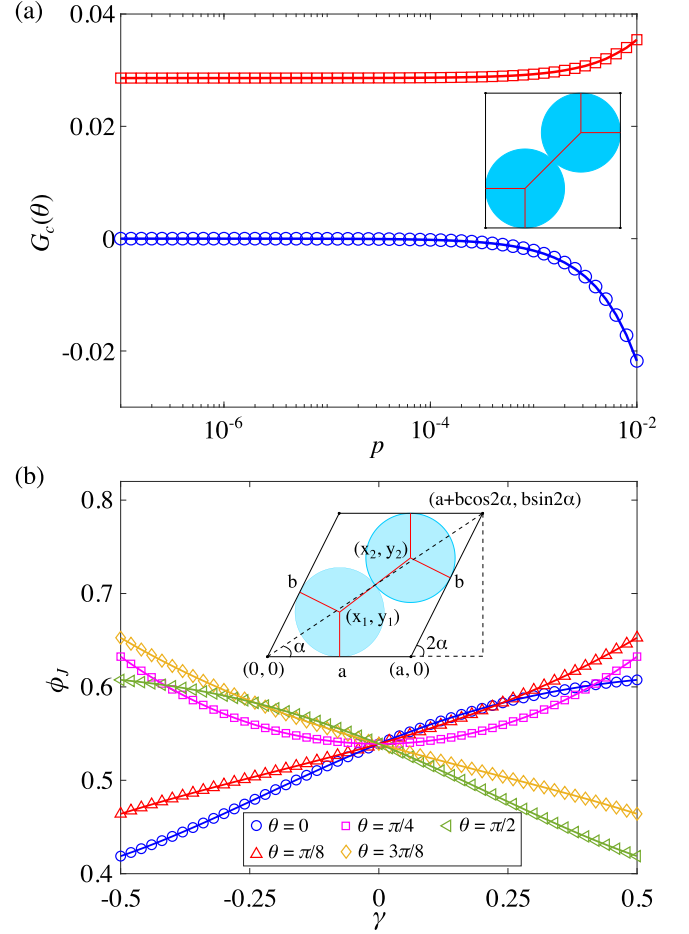 (a)
0.04
0.02
0
-0.02
G_c(θ)
10^-6
10^-4
10^-2
p
(b)
0.8
0.7
0.6
0.5
0.4
ϕ_J
(a+bcos2α, bsin2α)
(x_2, y_2)
b
b
(x_1, y_1)
α
2α
(0, 0)
a
(a, 0)
θ = 0
θ = π/4
θ = π/2
θ = π/8
θ = 3π/8
-0.5
-0.25
0
0.25
0.5
γ